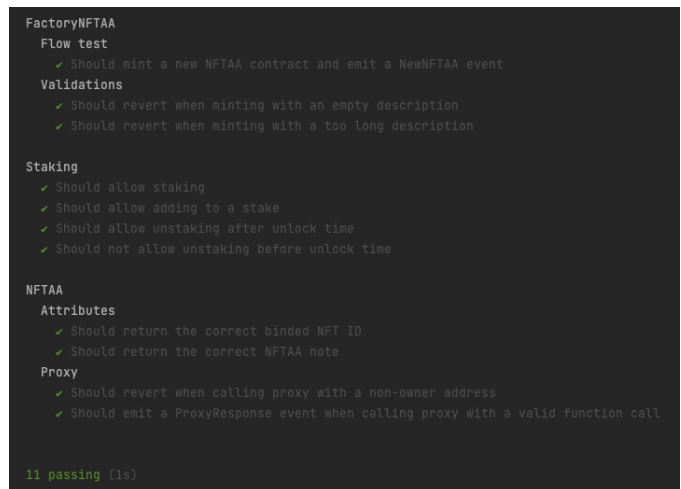 FactoryNFTAA
Flow test
✔ Should mint a new NFTAA contract and emit a NewNFTAA event
Validations
✔ Should revert when minting with an empty description
✔ Should revert when minting with a too long description
Staking
✔ Should allow staking
✔ Should allow adding to a stake
✔ Should allow unstaking after unlock time
✔ Should not allow unstaking before unlock time
NFTAA
Attributes
✔ Should return the correct binded NFT ID
✔ Should return the correct NFTAA note
Proxy
✔ Should revert when calling proxy with a non-owner address
✔ Should emit a ProxyResponse event when calling proxy with a valid function call
11 passing (1s)